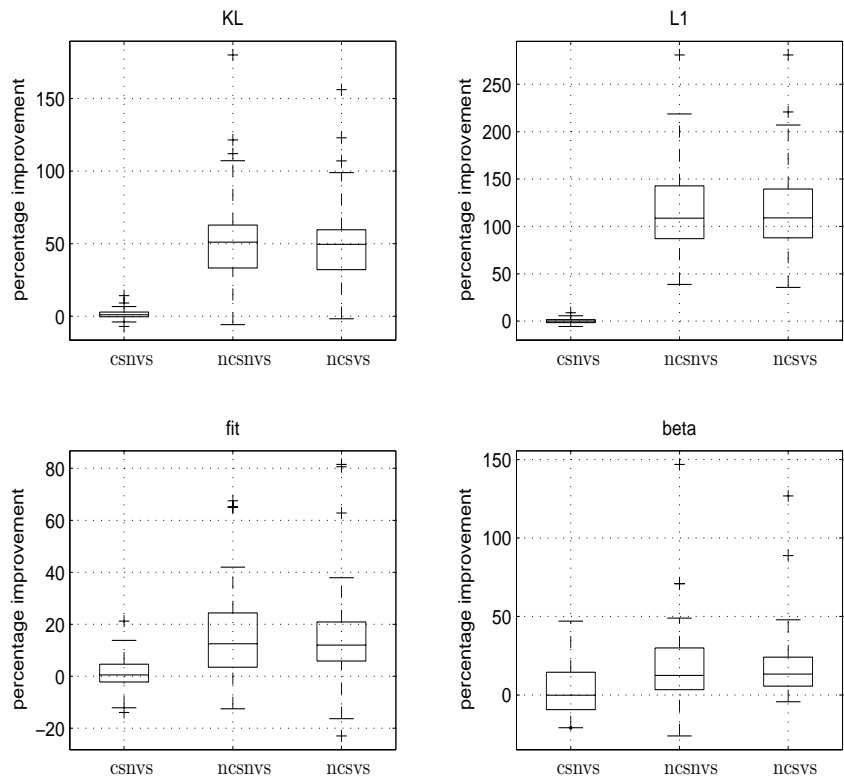 KL
percentage improvement
150
100
50
0
csnvs ncsnvs ncsvs
L1
percentage improvement
250
200
150
100
50
0
csnvs ncsnvs ncsvs
fit
percentage improvement
80
60
40
20
0
−20
csnvs ncsnvs ncsvs
beta
percentage improvement
150
100
50
0
csnvs ncsnvs ncsvs